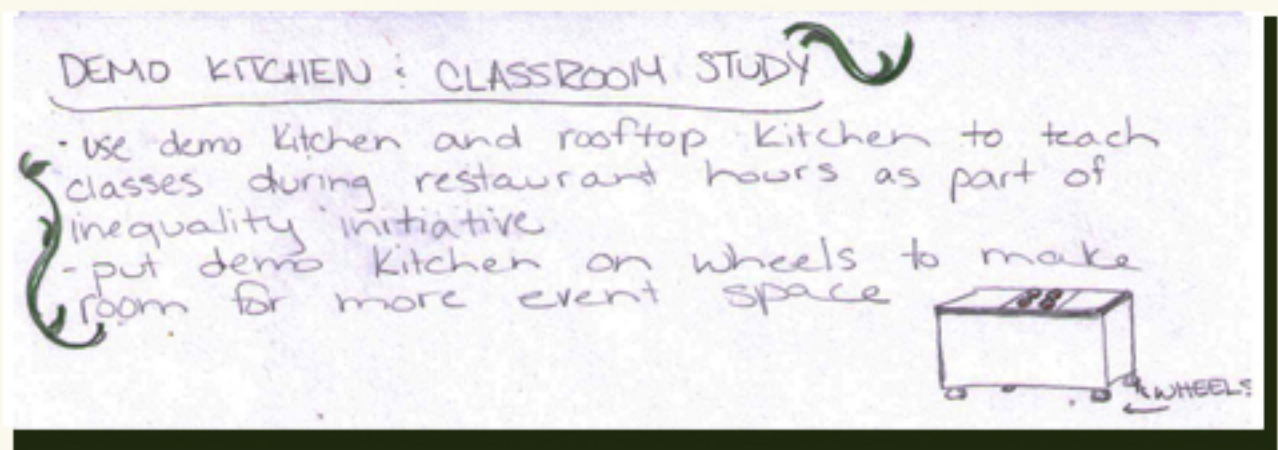 DEMO KITCHEN : CLASSROOM STUDY
· use demo kitchen and rooftop kitchen to teach
classes during restaurant hours as part of
inequality initiative
- put demo kitchen on wheels to make
room for more event space
WHEELS